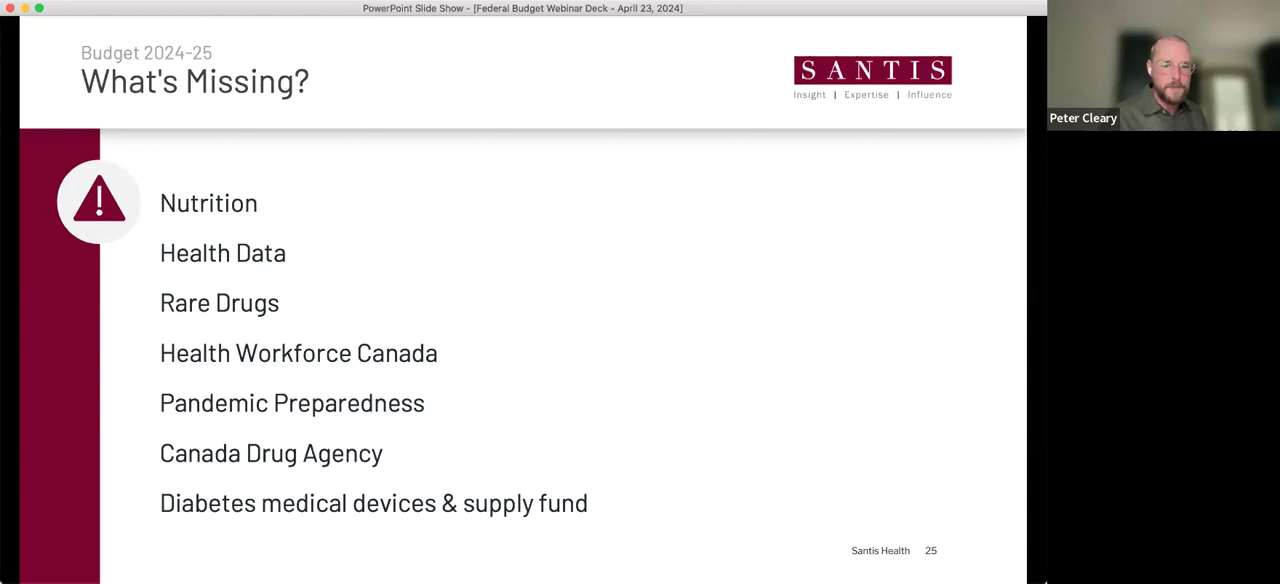 PowerPoint Slide Show - [Federal Budget Webinar Deck - April 23, 2024]
Budget 2024-25
What's Missing?
SANTIS
Insight | Expertise | Influence
Peter Cleary
!
Nutrition
Health Data
Rare Drugs
Health Workforce Canada
Pandemic Preparedness
Canada Drug Agency
Diabetes medical devices & supply fund
Santis Health 25